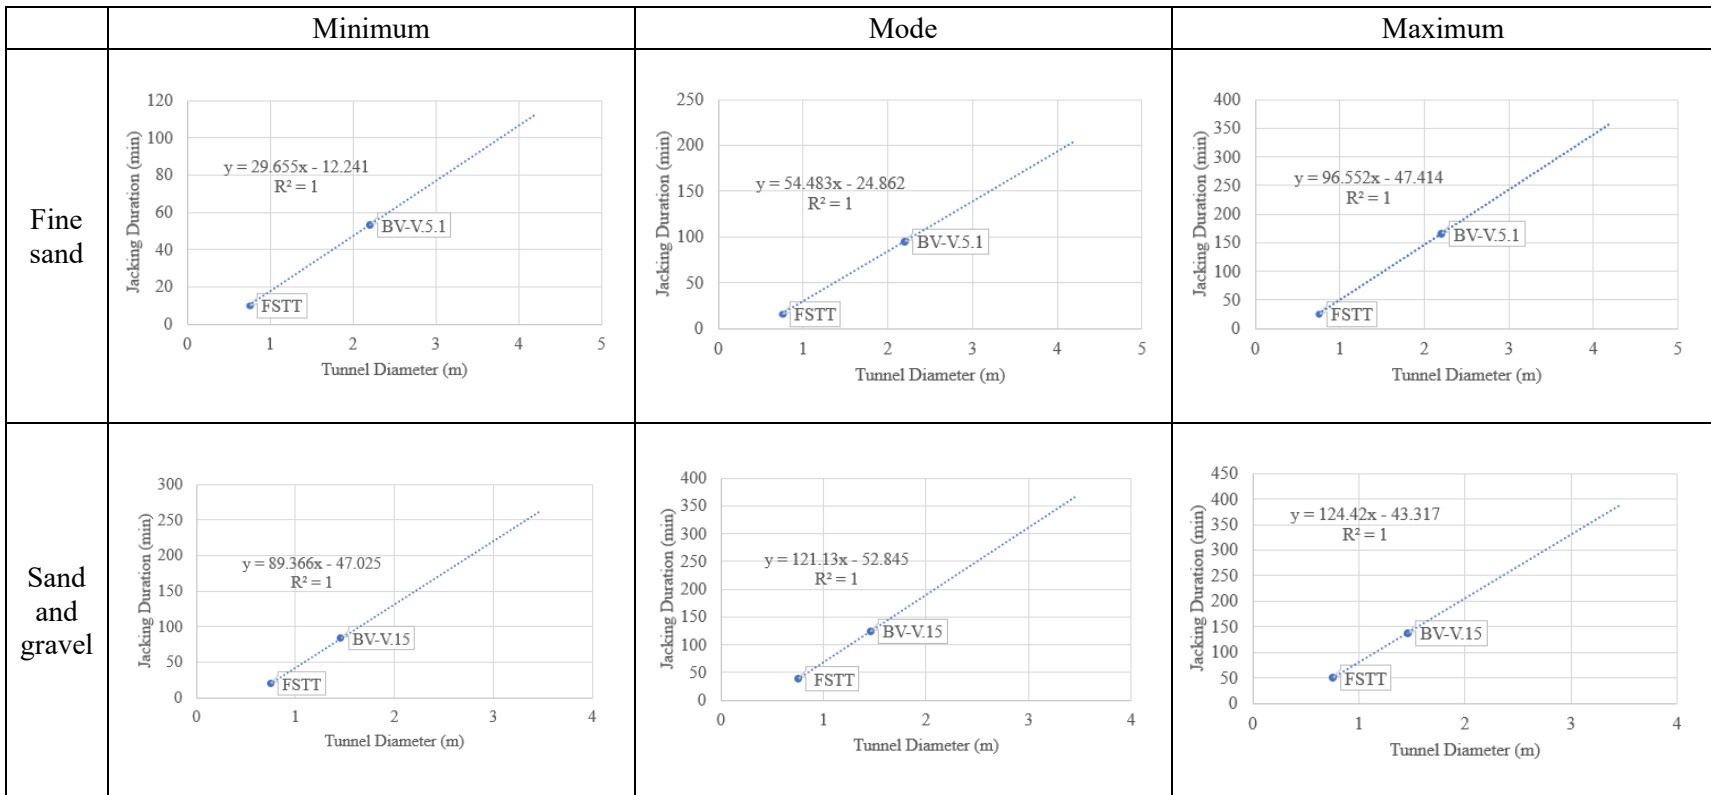 Minimum
Mode
Maximum
Fine
sand
120
100
80
60
40
20
0
0
1
2
3
4
5
Jacking Duration (min)
Tunnel Diameter (m)
y = 29.655x - 12.241
R² = 1
BV-V.5.1
FSTT
250
200
150
100
50
0
0
1
2
3
4
5
Jacking Duration (min)
Tunnel Diameter (m)
y = 54.483x - 24.862
R² = 1
BV-V.5.1
FSTT
400
350
300
250
200
150
100
50
0
0
1
2
3
4
5
Jacking Duration (min)
Tunnel Diameter (m)
y = 96.552x - 47.414
R² = 1
BV-V.5.1
FSTT
Sand
and
gravel
300
250
200
150
100
50
0
0
1
2
3
4
Jacking Duration (min)
Tunnel Diameter (m)
y = 89.366x - 47.025
R² = 1
BV-V.15
FSTT
400
350
300
250
200
150
100
50
0
0
1
2
3
4
Jacking Duration (min)
Tunnel Diameter (m)
y = 121.13x - 52.845
R² = 1
BV-V.15
FSTT
450
400
350
300
250
200
150
100
50
0
0
1
2
3
4
Jacking Duration (min)
Tunnel Diameter (m)
y = 124.42x - 43.317
R² = 1
BV-V.15
FSTT